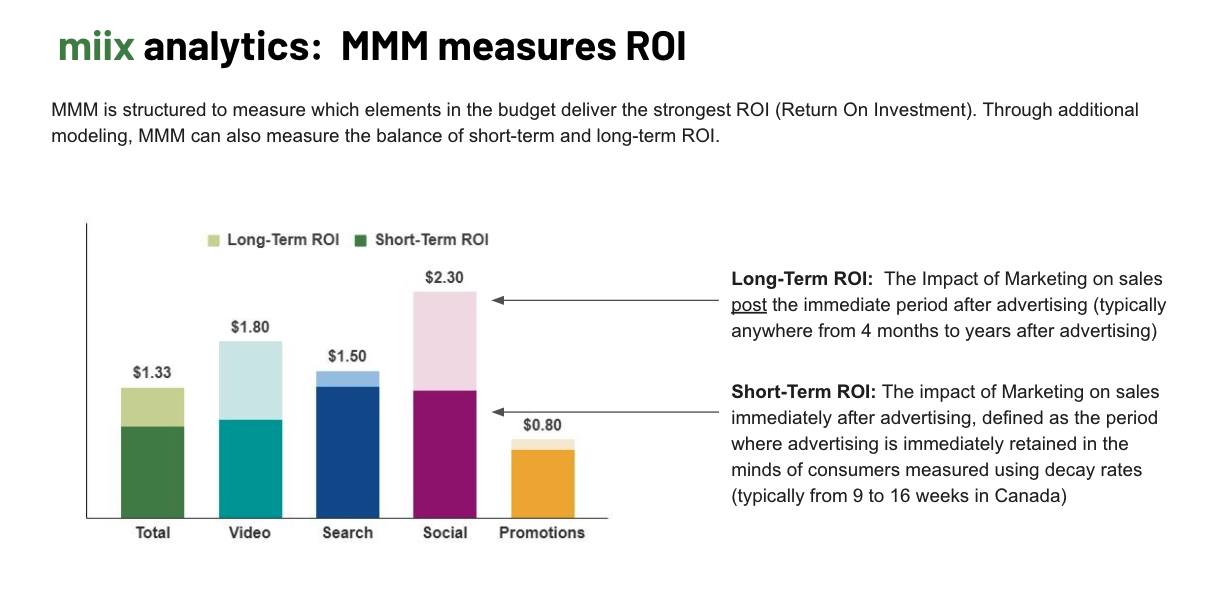 miix analytics:  MMM measures ROI
MMM is structured to measure which elements in the budget deliver the strongest ROI (Return On Investment). Through additional
modeling, MMM can also measure the balance of short-term and long-term ROI.
Long-Term ROI Short-Term ROI
$2.30
$1.80
$1.50
$1.33
$0.80
Total Video Search Social Promotions
Long-Term ROI:  The Impact of Marketing on sales
post the immediate period after advertising (typically
anywhere from 4 months to years after advertising)
Short-Term ROI: The impact of Marketing on sales
immediately after advertising, defined as the period
where advertising is immediately retained in the
minds of consumers measured using decay rates
(typically from 9 to 16 weeks in Canada)